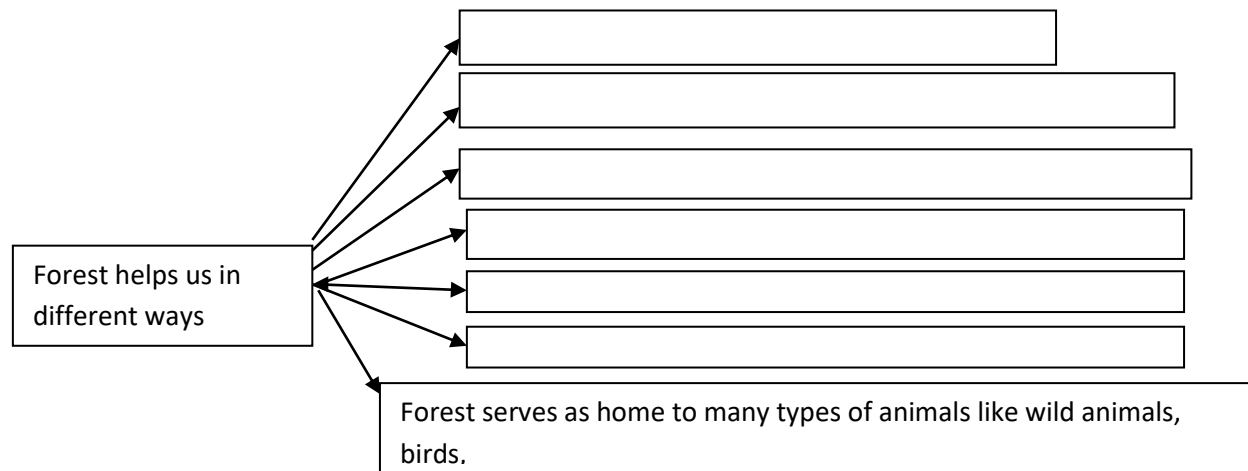 Forest helps us in
different ways
Forest serves as home to many types of animals like wild animals,
birds,